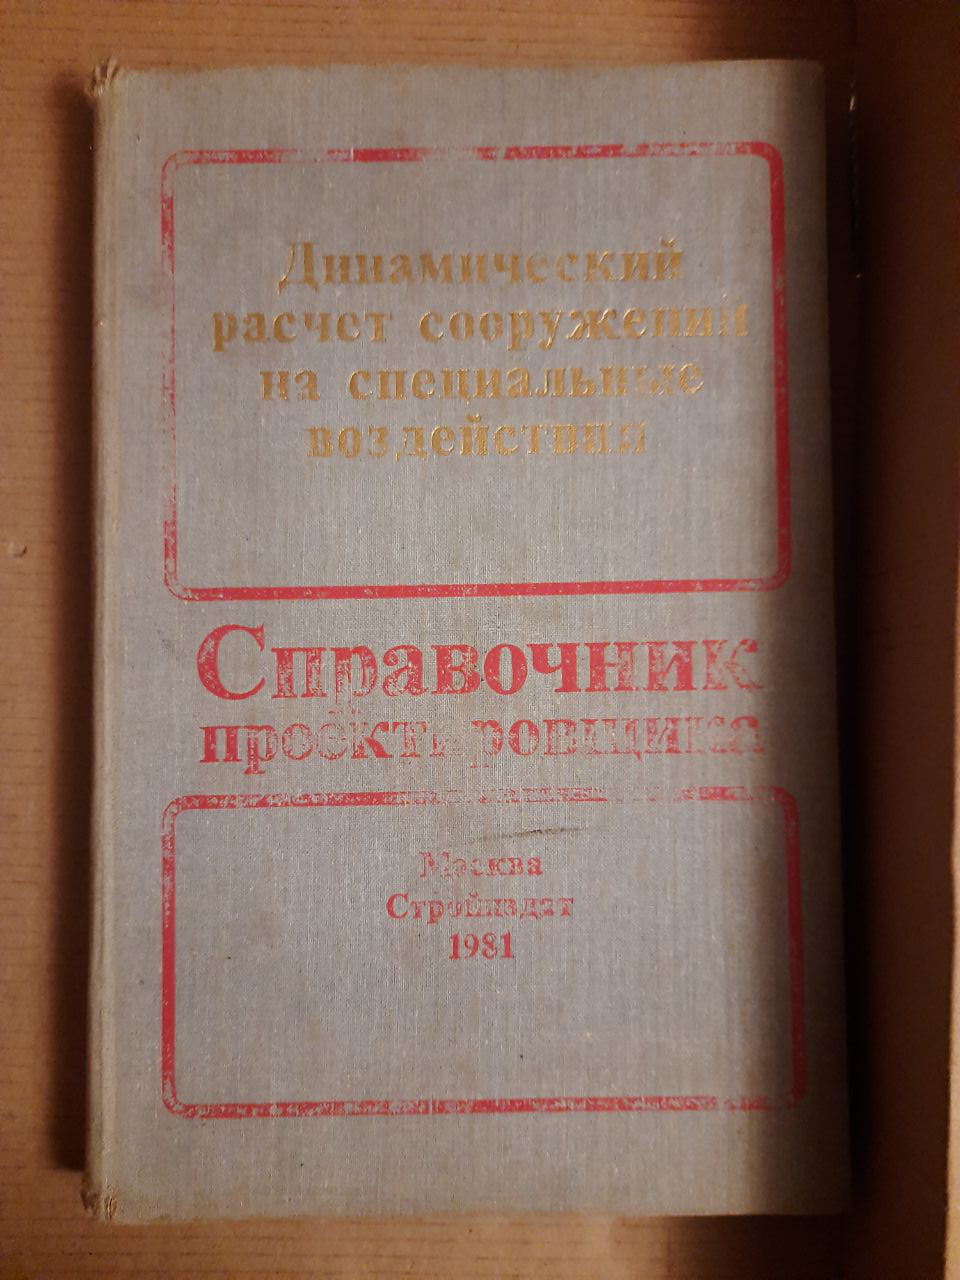 Динамический
расчет сооружений
на специальные
воздействия
Справочник
проектировщика
Москва
Стройиздат
1981